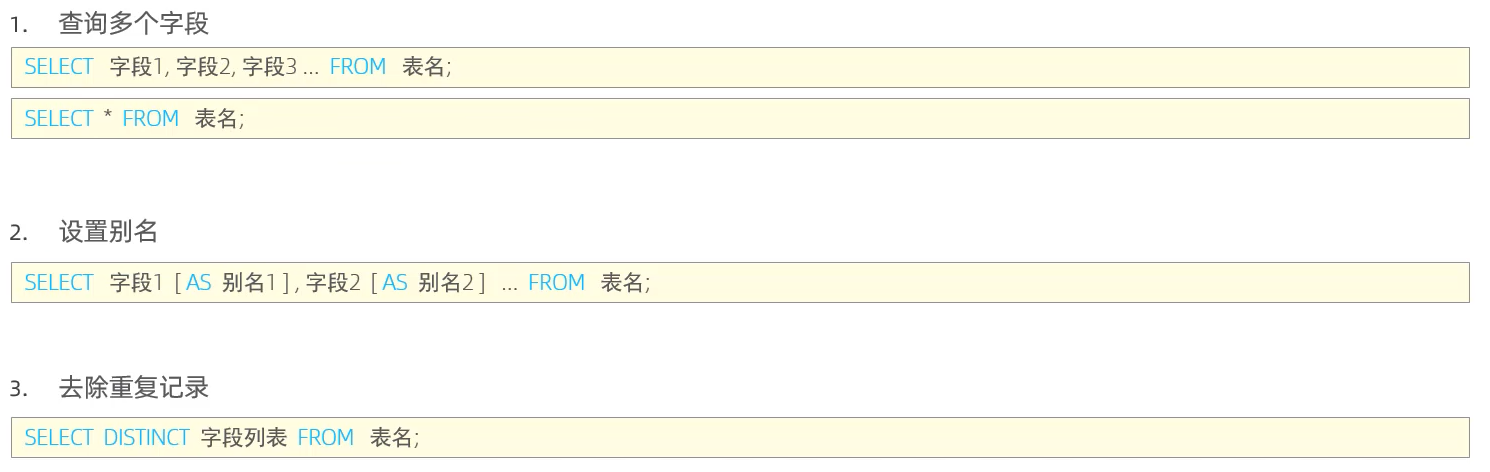 1. 查询多个字段
SELECT 字段1, 字段2, 字段3 ... FROM 表名;
SELECT * FROM 表名;
2. 设置别名
SELECT 字段1 [ AS 别名1 ] , 字段2 [ AS 别名2 ] ... FROM 表名;
3. 去除重复记录
SELECT DISTINCT 字段列表 FROM 表名;